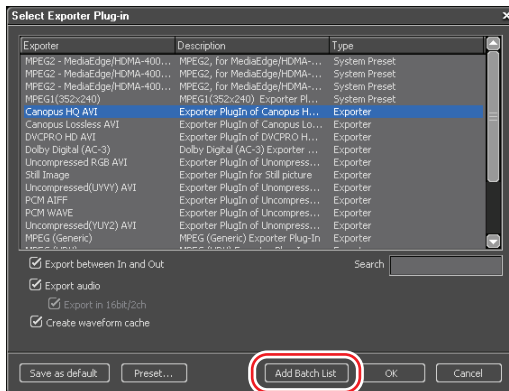 Select Exporter Plug-in
Exporter Description Type
MPEG2 - MediaEdge/HDMA-400... MPEG2, for MediaEdge/HDMA-... System Preset
MPEG2 - MediaEdge/HDMA-400... MPEG2, for MediaEdge/HDMA-... System Preset
MPEG2 - MediaEdge/HDMA-400... MPEG2, for MediaEdge/HDMA-... System Preset
MPEG1(352x240) MPEG1(352x240) Exporter Pl... System Preset
Canopus HQ AVI Exporter PlugIn of Canopus H... Exporter
Canopus Lossless AVI Exporter PlugIn of Canopus Lo... Exporter
DVCPRO HD AVI Exporter PlugIn of DVCPRO H... Exporter
Dolby Digital (AC-3) Dolby Digital (AC-3) Exporter ... Exporter
Uncompressed RGB AVI Exporter PlugIn of Unompress... Exporter
Still Image Exporter PlugIn for Still picture Exporter
Uncompressed(UYVY) AVI Exporter PlugIn of Unompress... Exporter
PCM AIFF Exporter PlugIn of Uncompres... Exporter
PCM WAVE Exporter PlugIn of Uncompres... Exporter
Uncompressed(YUY2) AVI Exporter PlugIn of Unompress... Exporter
MPEG (Generic) MPEG (Generic) Exporter Plug-In Exporter
Export between In and Out Search
Export audio
Export in 16bit/2ch
Create waveform cache
Save as default Preset... Add Batch List OK Cancel